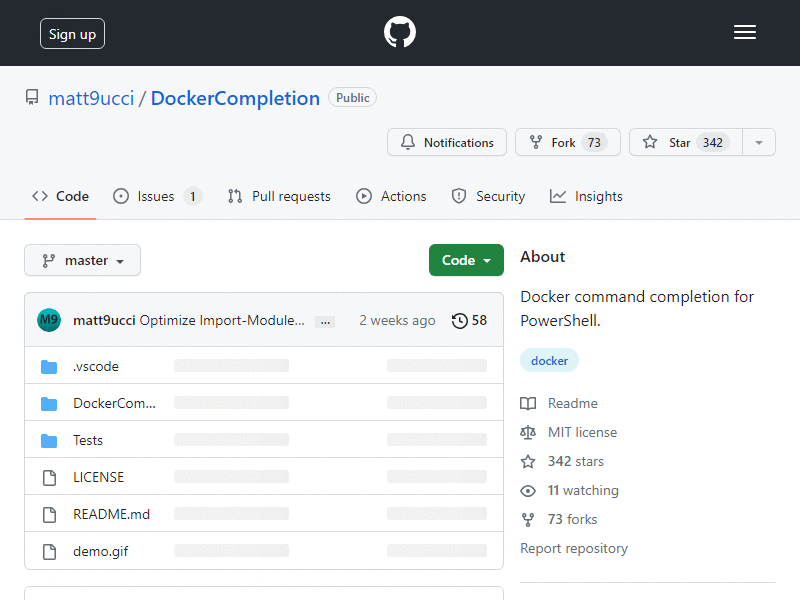 Sign up
matt9ucci / DockerCompletion Public
Notifications Fork 73 Star 342
Code Issues 1 Pull requests Actions Security Insights
master Code
M9 matt9ucci Optimize Import-Module... ... 2 weeks ago 58
.vscode
DockerCom...
Tests
LICENSE
README.md
demo.gif
About
Docker command completion for
PowerShell.
docker
Readme
MIT license
342 stars
11 watching
73 forks
Report repository